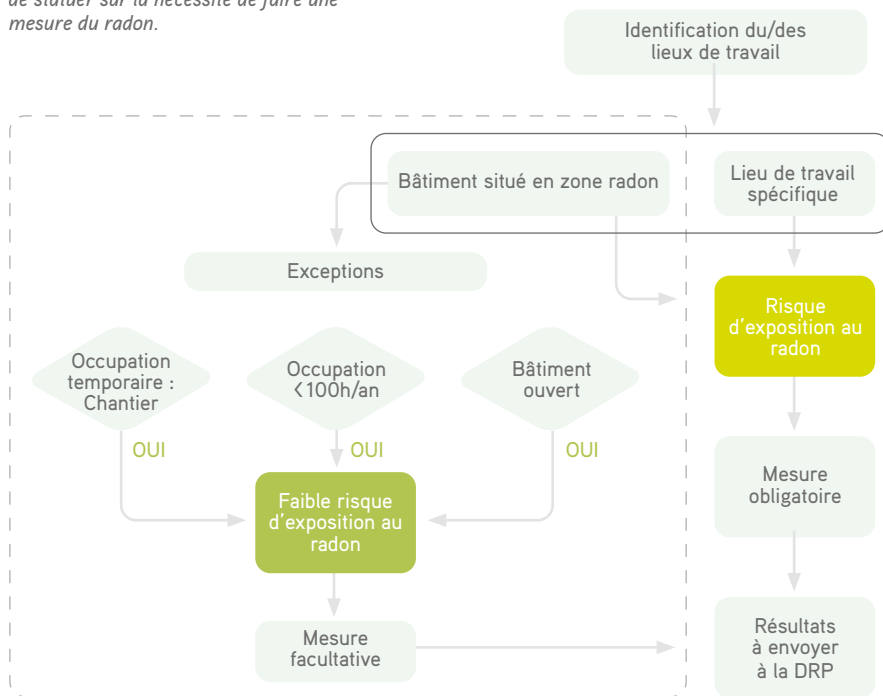 de statuer sur la nécessité de faire une
mesure du radon.
Identification du/des
lieux de travail
Bâtiment situé en zone radon
Lieu de travail
spécifique
Exceptions
Risque
d'exposition au
radon
Occupation
temporaire :
Chantier
Occupation
<100h/an
Bâtiment
ouvert
OUI
OUI
OUI
Mesure
obligatoire
Faible risque
d'exposition au
radon
Mesure
facultative
Résultats
à envoyer
à la DRP